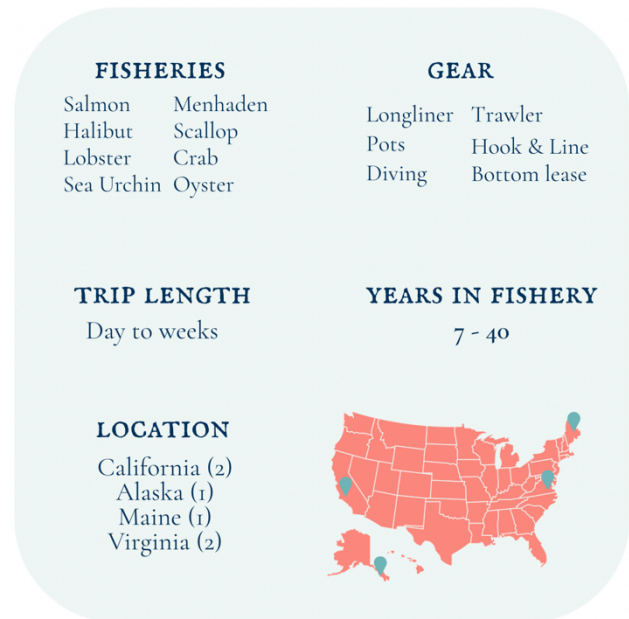 FISHERIES
Salmon Menhaden
Halibut Scallop
Lobster Crab
Sea Urchin Oyster
GEAR
Longliner Trawler
Pots Hook & Line
Diving Bottom lease
TRIP LENGTH
Day to weeks
YEARS IN FISHERY
7 - 40
LOCATION
California (2)
Alaska (1)
Maine (1)
Virginia (2)